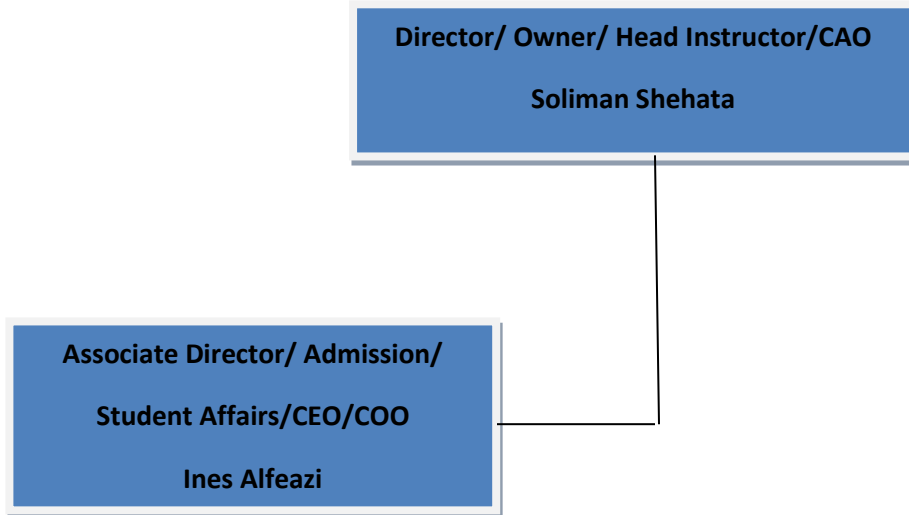 Director/ Owner/ Head Instructor/CAO
Soliman Shehata
Associate Director/ Admission/
Student Affairs/CEO/COO
Ines Alfeazi